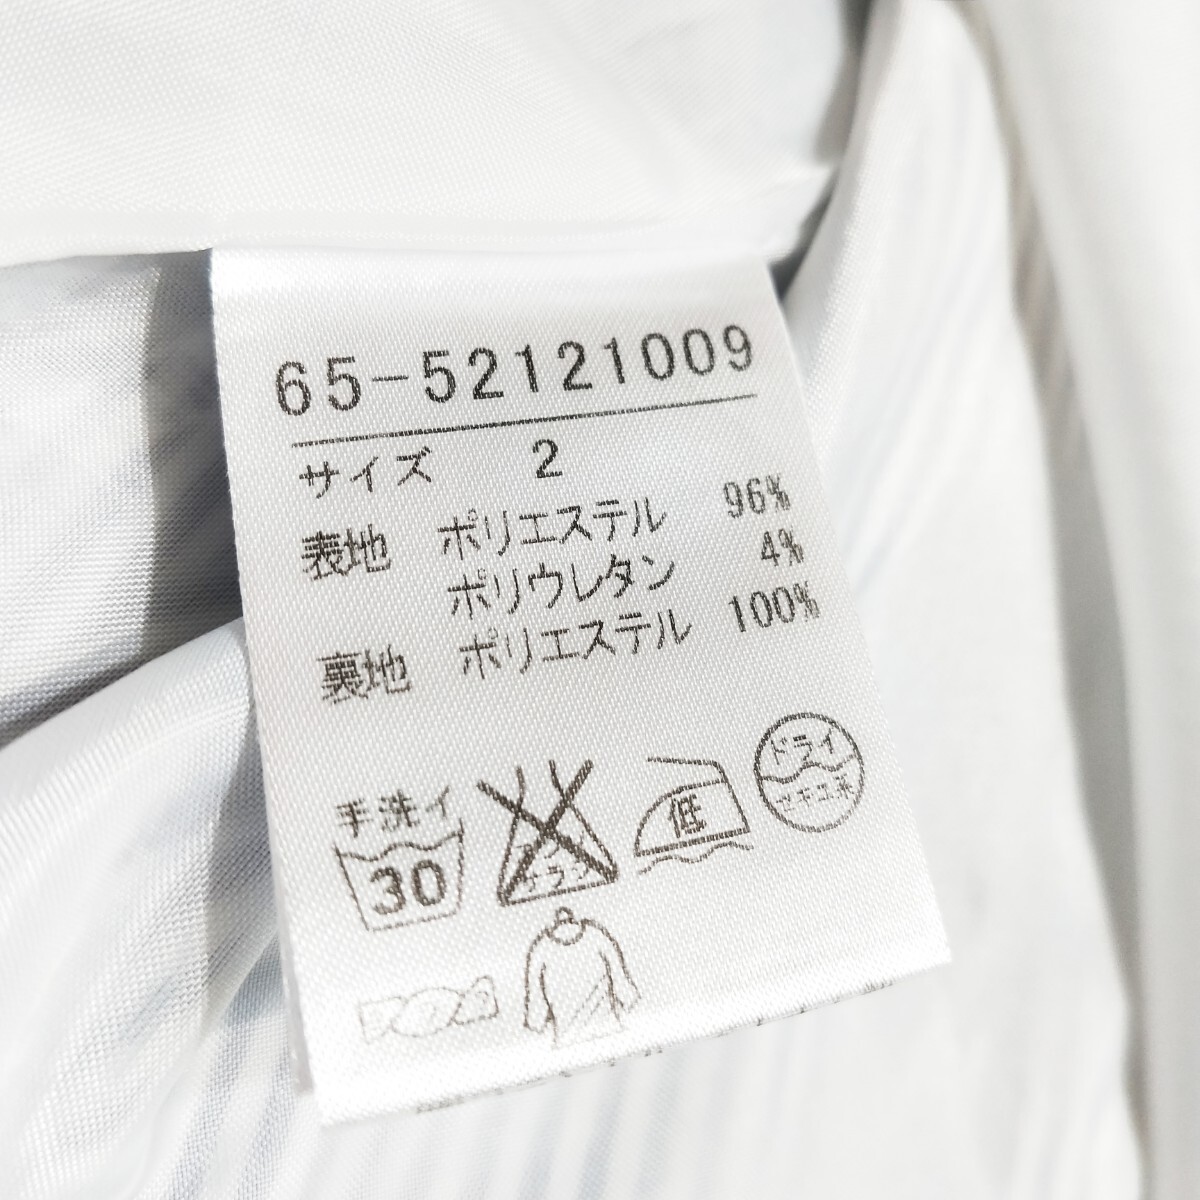 65-52121009
サイズ 2
表地 ポリエステル 96%
ポリウレタン 4%
裏地 ポリエステル 100%
手洗イ
30
低
ドライ
セキユ系